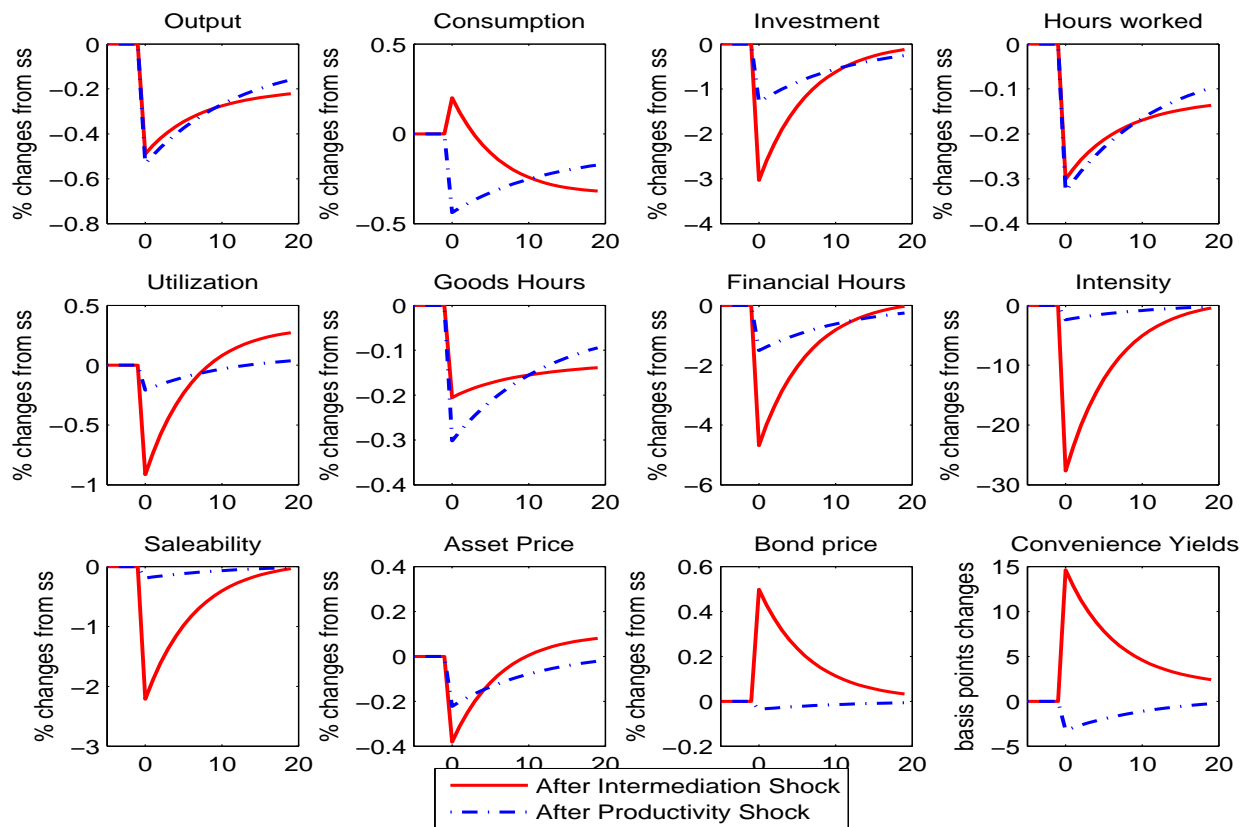 Output
% changes from ss
0
−0.2
−0.4
−0.6
−0.8
0 10 20
Consumption
% changes from ss
0.5
0
−0.5
0 10 20
Investment
% changes from ss
0
−1
−2
−3
−4
0 10 20
Hours worked
% changes from ss
0
−0.1
−0.2
−0.3
−0.4
0 10 20
Utilization
% changes from ss
0.5
0
−0.5
−1
0 10 20
Goods Hours
% changes from ss
0
−0.1
−0.2
−0.3
−0.4
0 10 20
Financial Hours
% changes from ss
0
−2
−4
−6
0 10 20
Intensity
% changes from ss
0
−10
−20
−30
0 10 20
Saleability
% changes from ss
0
−1
−2
−3
0 10 20
Asset Price
% changes from ss
0.4
0.2
0
−0.2
−0.4
0 10 20
Bond price
% changes from ss
0.6
0.4
0.2
0
−0.2
0 10 20
Convenience Yields
basis points changes
15
10
5
0
−5
0 10 20
After Intermediation Shock
After Productivity Shock